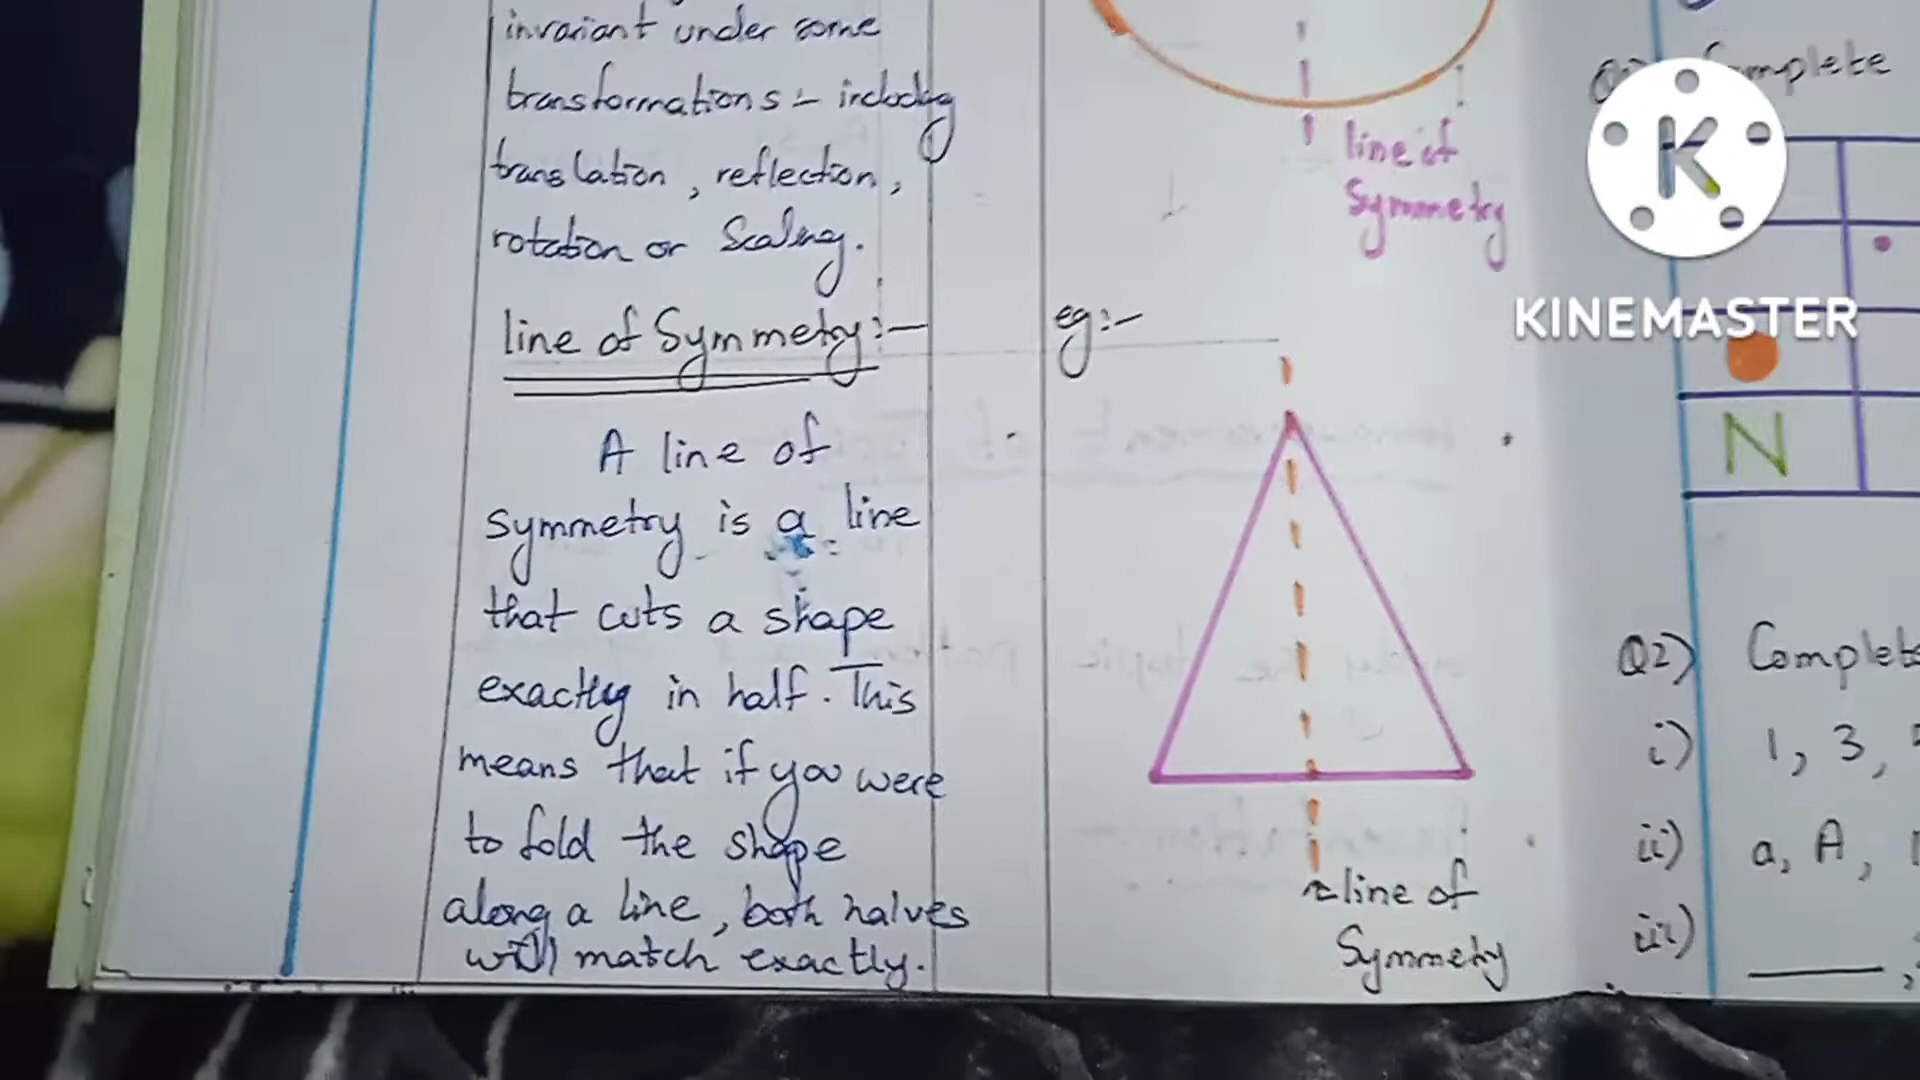 invariant under some
transformations :- including
translation, reflection,
rotation or Scaling.
line of Symmetry :-
A line of
symmetry is a line
that cuts a shape
exactly in half. This
means that if you were
to fold the shape
along a line, both halves
will match exactly.
line of
Symmetry
eg:-
line of
Symmetry
Complete
N
Q2) Complete
i) 1, 3,
ii) a, A,
iii)
K
KINEMASTER